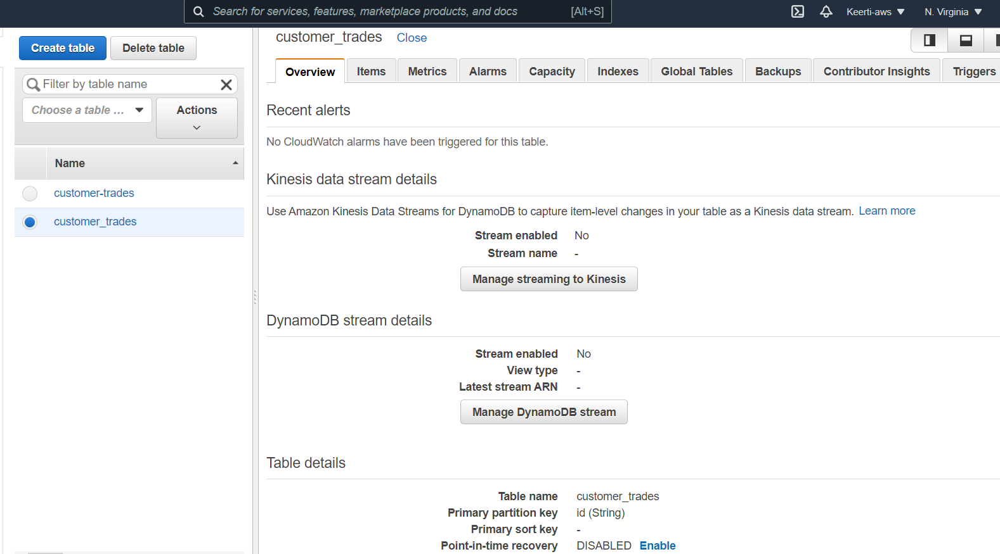 Search for services, features, marketplace products, and docs [Alt+S]
Keerti-aws N. Virginia
Create table Delete table
Filter by table name
Choose a table ... Actions
Name
customer-trades
customer_trades
customer_trades Close
Overview Items Metrics Alarms Capacity Indexes Global Tables Backups Contributor Insights Triggers
Recent alerts
No CloudWatch alarms have been triggered for this table.
Kinesis data stream details
Use Amazon Kinesis Data Streams for DynamoDB to capture item-level changes in your table as a Kinesis data stream. Learn more
Stream enabled No
Stream name -
Manage streaming to Kinesis
DynamoDB stream details
Stream enabled No
View type -
Latest stream ARN -
Manage DynamoDB stream
Table details
Table name customer_trades
Primary partition key id (String)
Primary sort key -
Point-in-time recovery DISABLED Enable